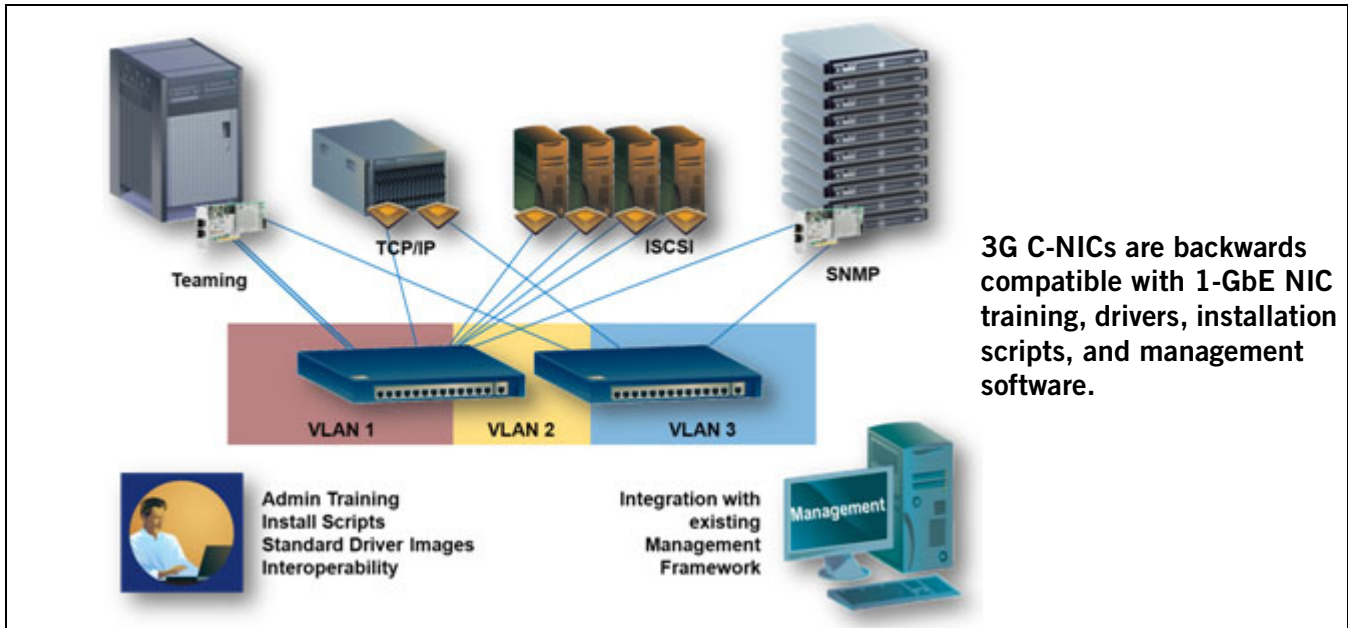 Teaming
TCP/IP
ISCSI
SNMP
3G C-NICs are backwards
compatible with 1-GbE NIC
training, drivers, installation
scripts, and management
software.
VLAN 1
VLAN 2
VLAN 3
Admin Training
Install Scripts
Standard Driver Images
Interoperability
Integration with
existing
Management
Framework
Management